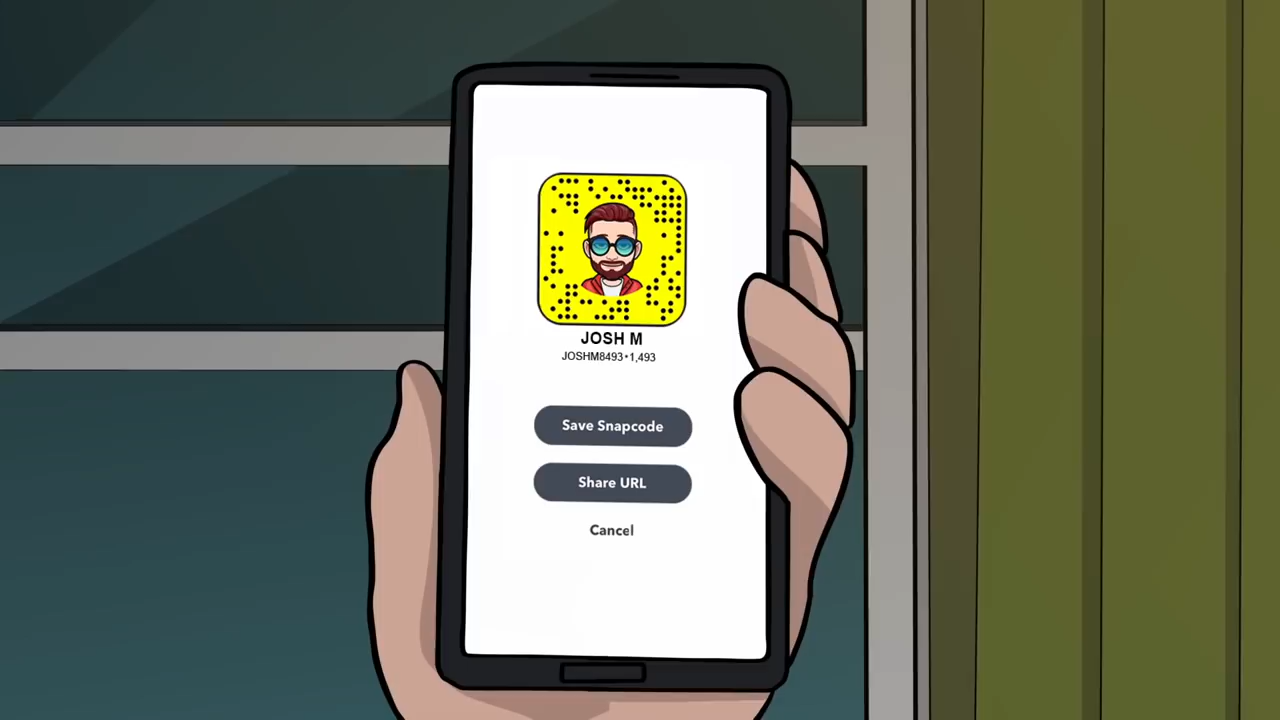 JOSH M
JOSHM8493•1,493
Save Snapcode
Share URL
Cancel